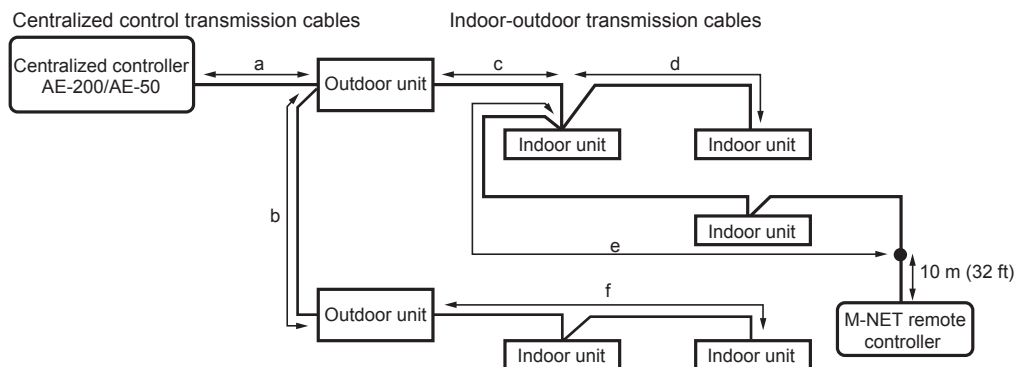 Centralized control transmission cables
Indoor-outdoor transmission cables
Centralized controller
AE-200/AE-50
a
Outdoor unit
c
d
Indoor unit
Indoor unit
b
Indoor unit
e
10 m (32 ft)
Outdoor unit
f
M-NET remote
controller
Indoor unit
Indoor unit